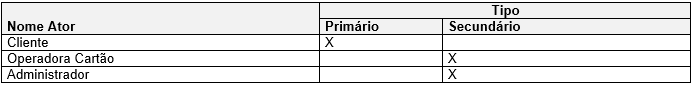 Tipo
Nome Ator Primário Secundário
Cliente X
Operadora Cartão X
Administrador X